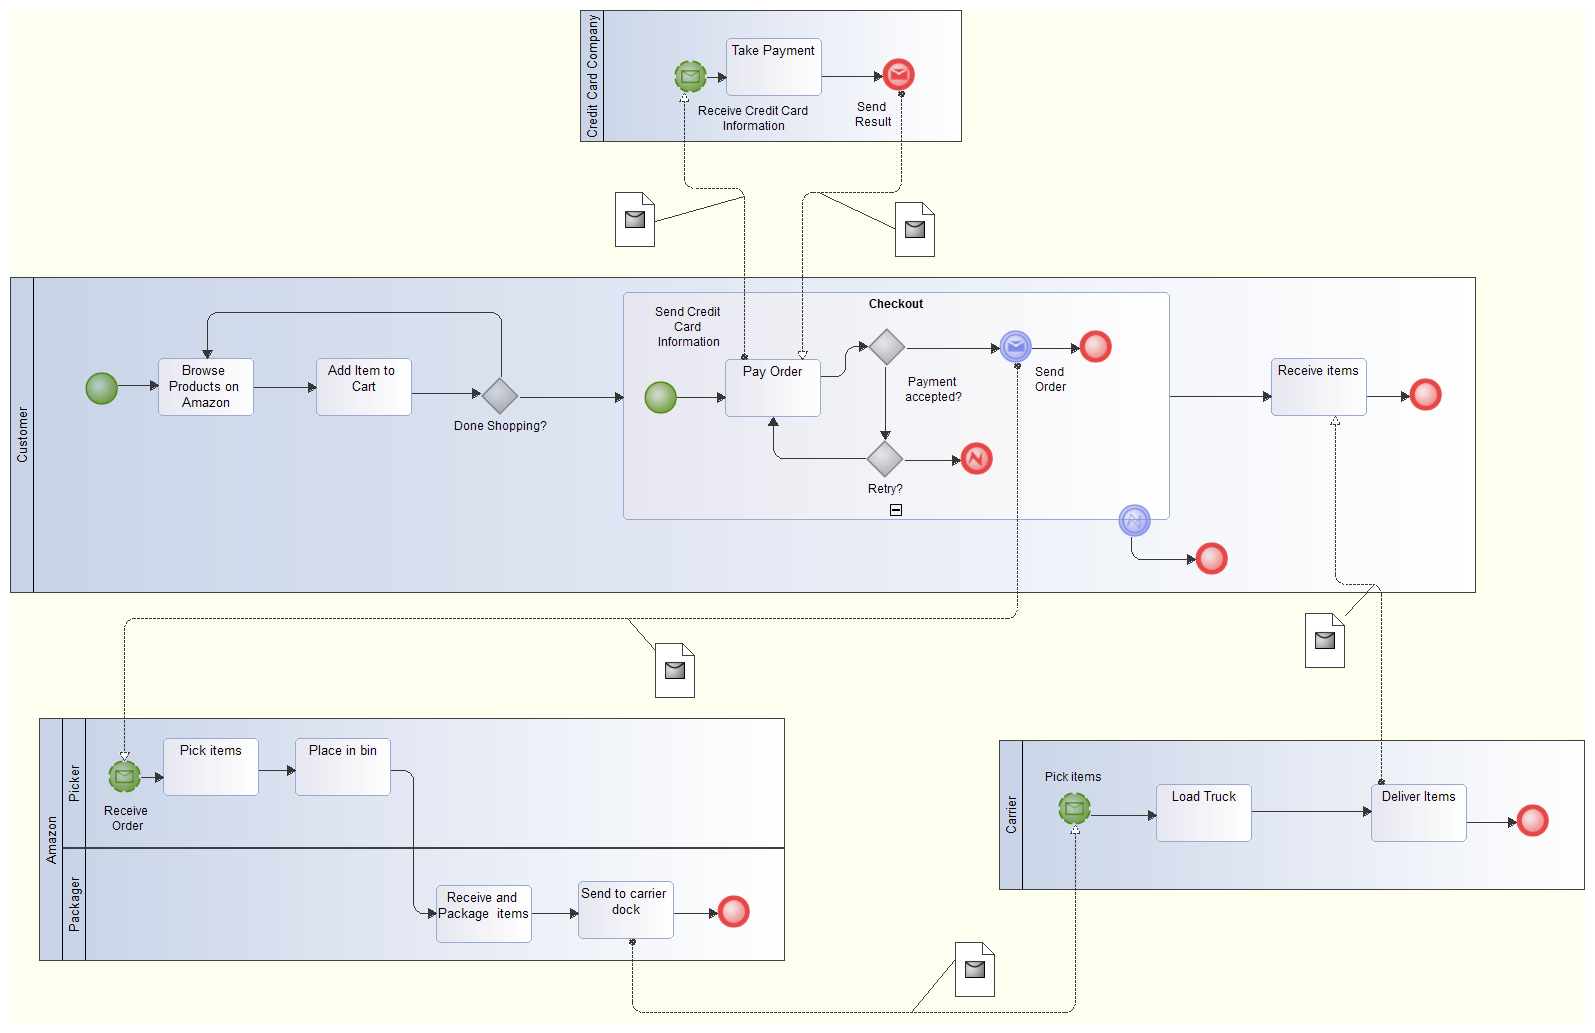 Credit Card Company
Take Payment
Receive Credit Card
Information
Send
Result
Customer
Browse
Products on
Amazon
Add Item to
Cart
Done Shopping?
Checkout
Send Credit
Card
Information
Pay Order
Payment
accepted?
Retry?
Send
Order
Receive items
Amazon
Picker
Receive
Order
Pick items
Place in bin
Packager
Receive and
Package items
Send to carrier
dock
Carrier
Pick items
Load Truck
Deliver Items